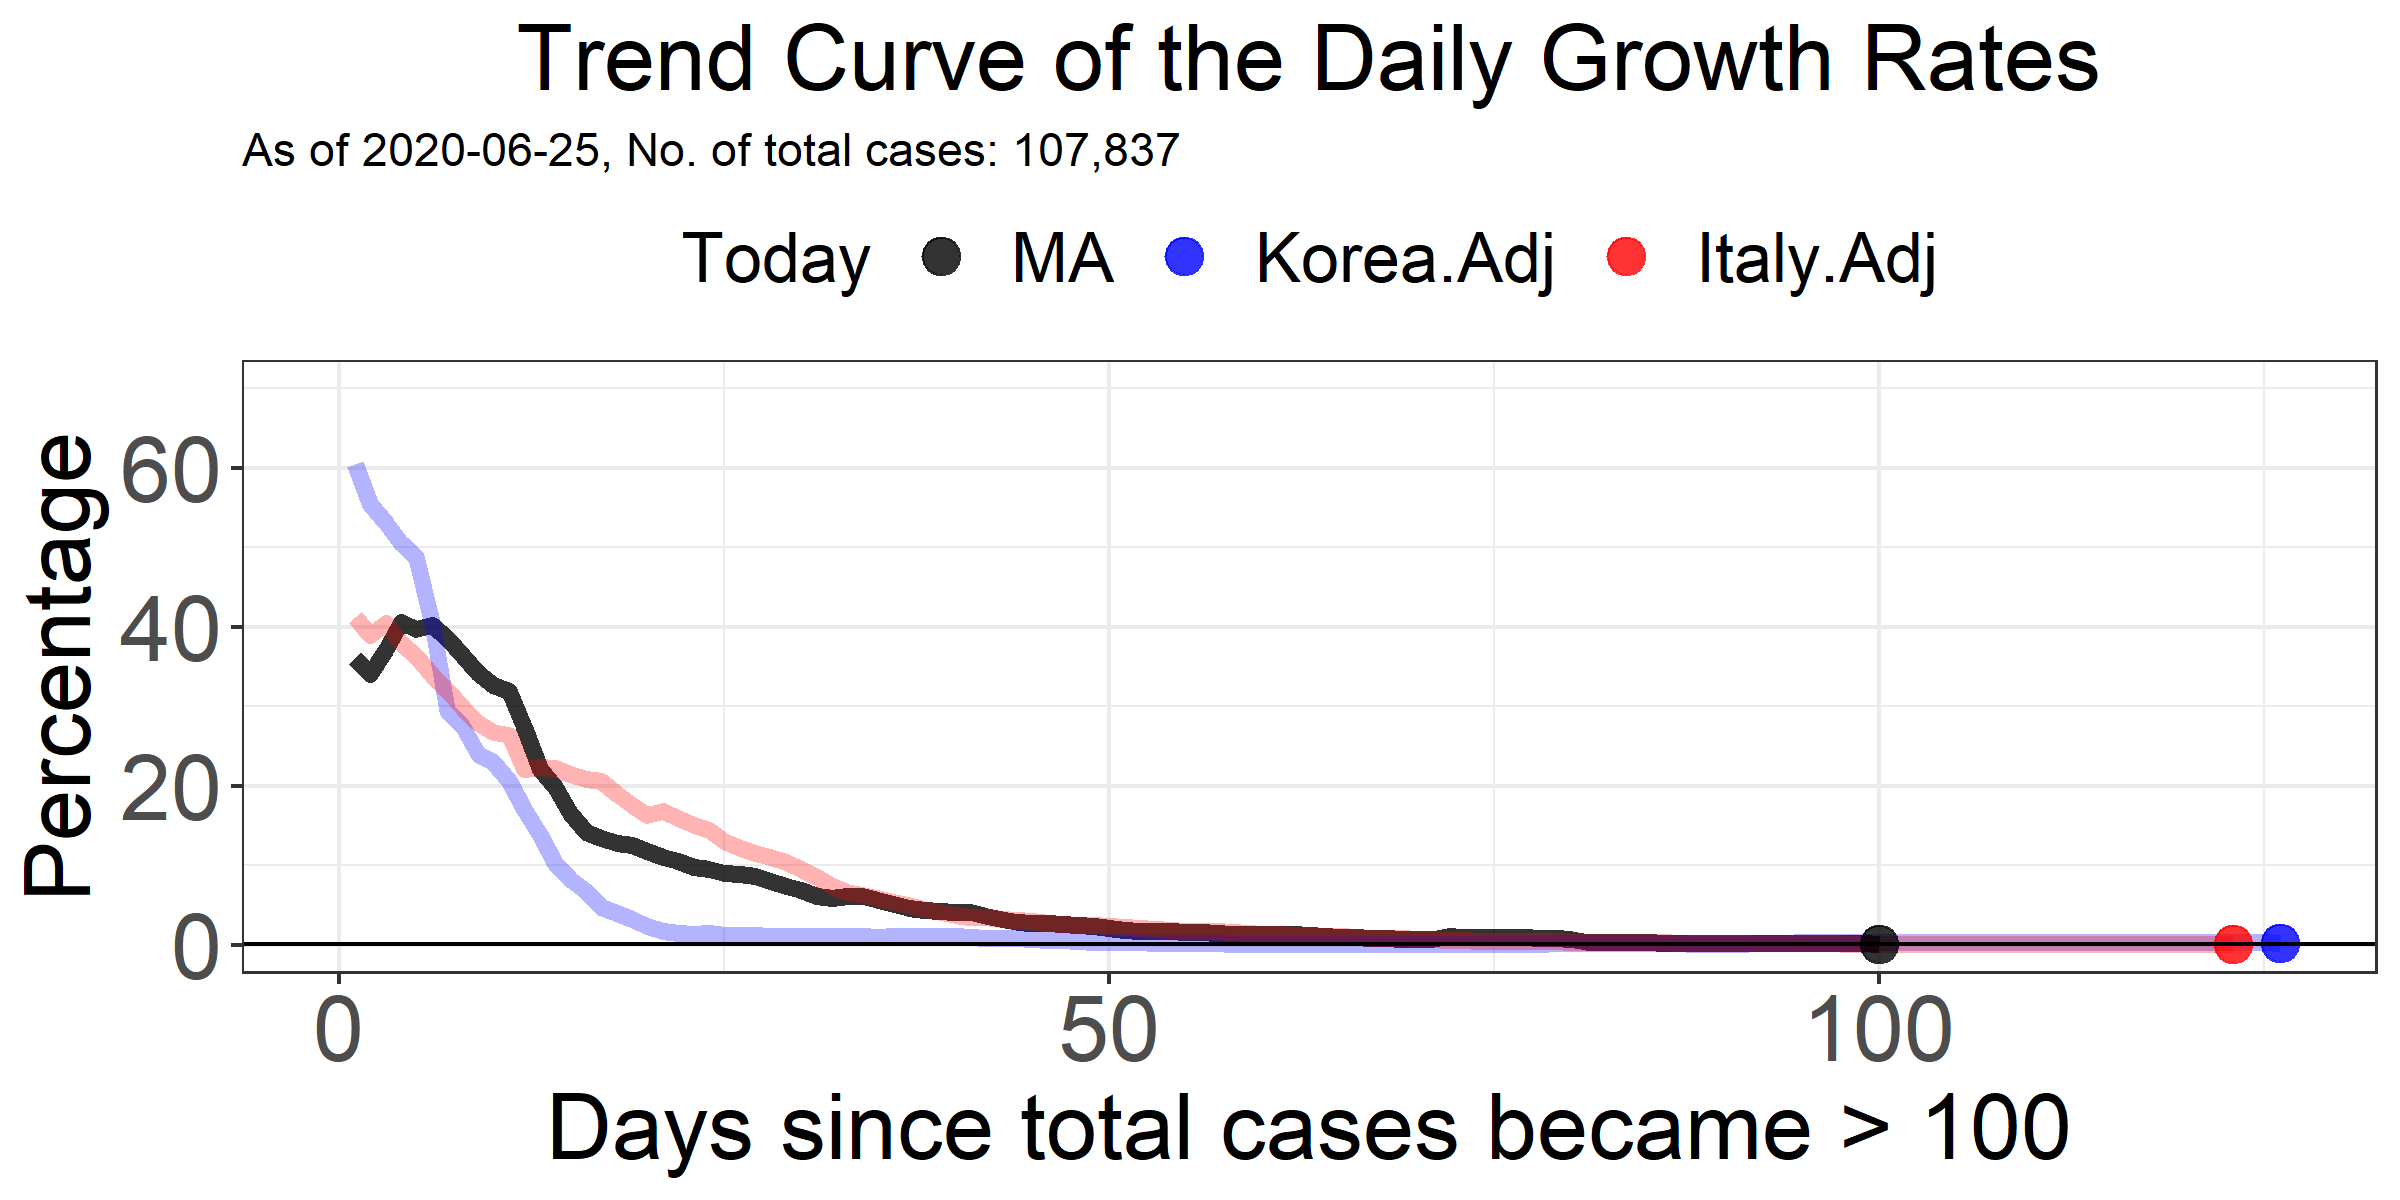 Trend Curve of the Daily Growth Rates
As of 2020-06-25, No. of total cases: 107,837
Today MA Korea.Adj Italy.Adj
Percentage
60
40
20
0
0 50 100
Days since total cases became > 100